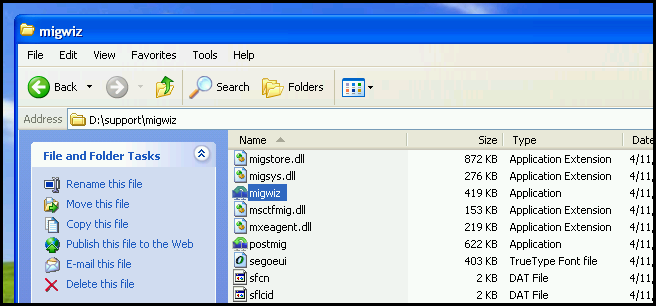 migwiz
File Edit View Favorites Tools Help
Back Search Folders
Address D:\support\migwiz
File and Folder Tasks
Rename this file
Move this file
Copy this file
Publish this file to the Web
E-mail this file
Delete this file
Name Size Type Date
migstore.dll 872 KB Application Extension 4/11,
migsys.dll 276 KB Application Extension 4/11,
migwiz 419 KB Application 4/11,
msctfmig.dll 153 KB Application Extension 4/11,
mxeagent.dll 219 KB Application Extension 4/11,
postmig 622 KB Application 4/11,
segoeui 403 KB TrueType Font file 4/11,
sfcn 2 KB DAT File 4/11,
sflcid 2 KB DAT File 4/11,